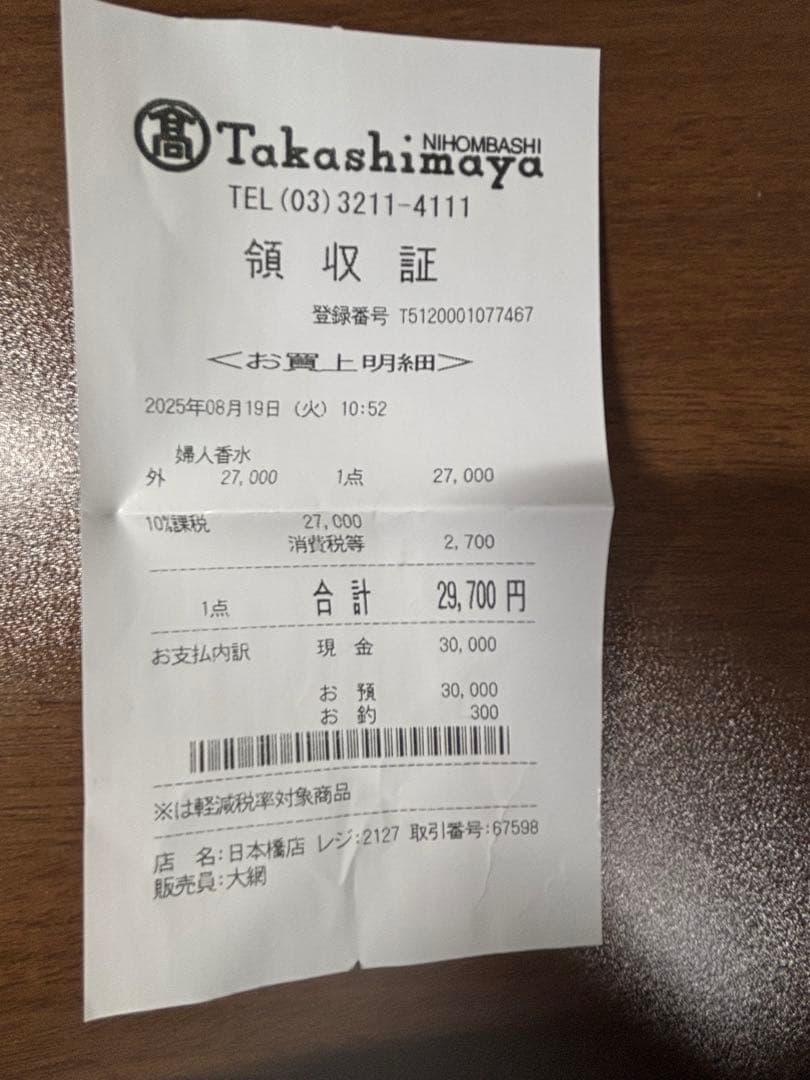 髙 Takashimaya NIHOMBASHI
TEL(03)3211-4111
領 収 証
登録番号 T5120001077467
<お買上明細>
2025年08月19日 (火) 10:52
婦人香水
外 27,000 1点 27,000
10%課税 27,000
消費税等 2,700
1点 合 計 29,700 円
お支払内訳 現 金 30,000
お 預 30,000
お 釣 300
※は軽減税率対象商品
店 名:日本橋店 レジ:2127 取引番号:67598
販売員:大網